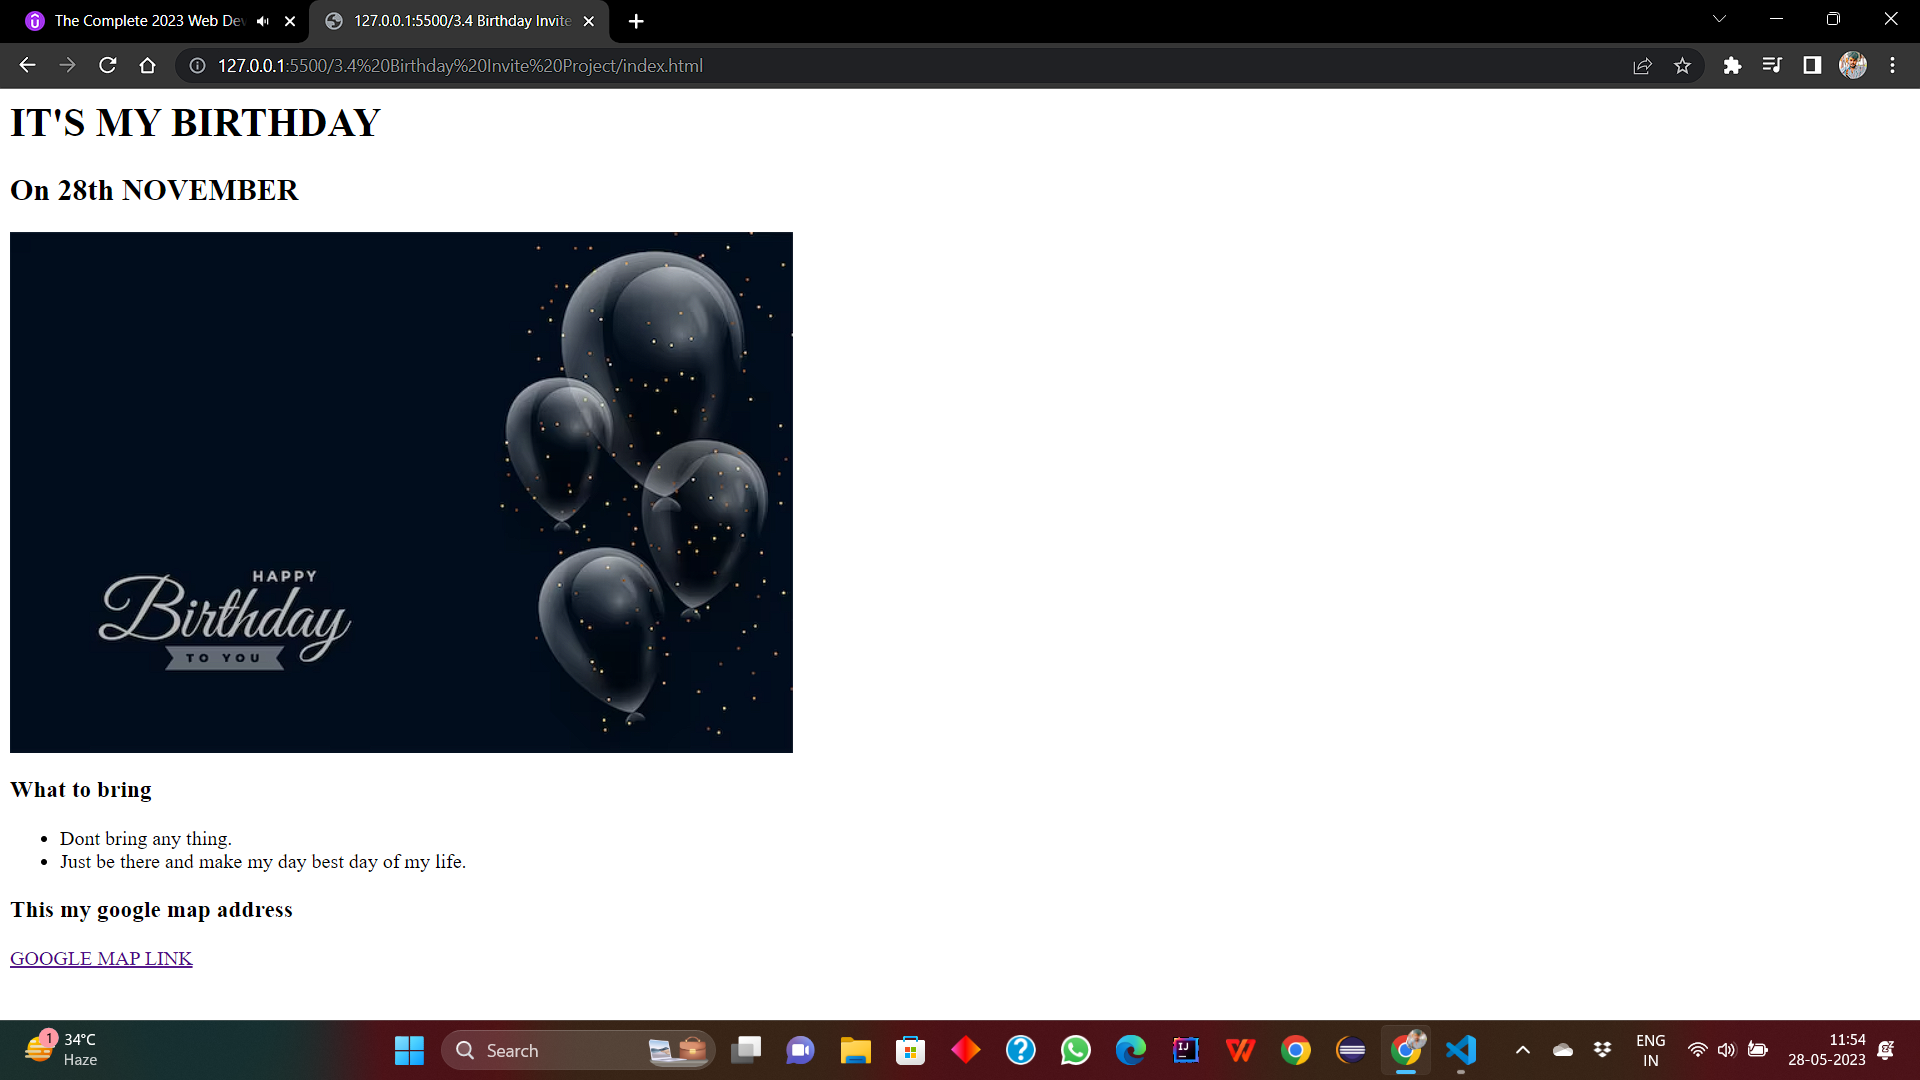 The Complete 2023 Web De
127.0.0.1:5500/3.4 Birthday Invite
127.0.0.1:5500/3.4%20Birthday%20Invite%20Project/index.html
IT'S MY BIRTHDAY
On 28th NOVEMBER
HAPPY
Birthday
TO YOU
What to bring
Dont bring any thing.
Just be there and make my day best day of my life.
This my google map address
GOOGLE MAP LINK
1
34°C
Haze
Search
IJ
ENG
IN
11:54
28-05-2023